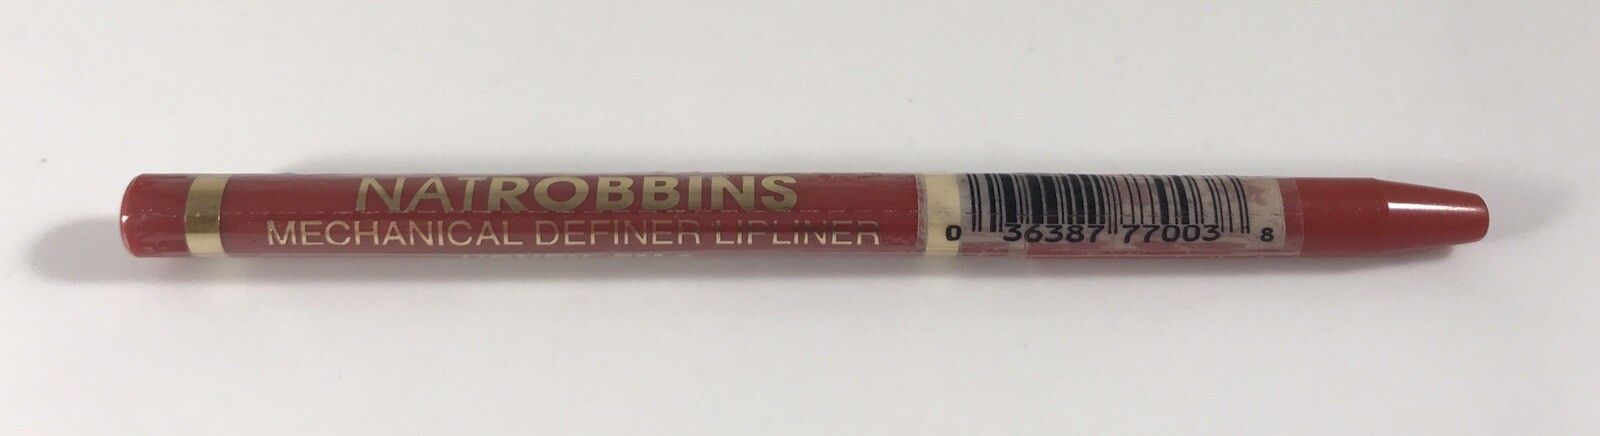 NATROBBINS
MECHANICAL DEFINER LIPLINER
0 36387 77003 8